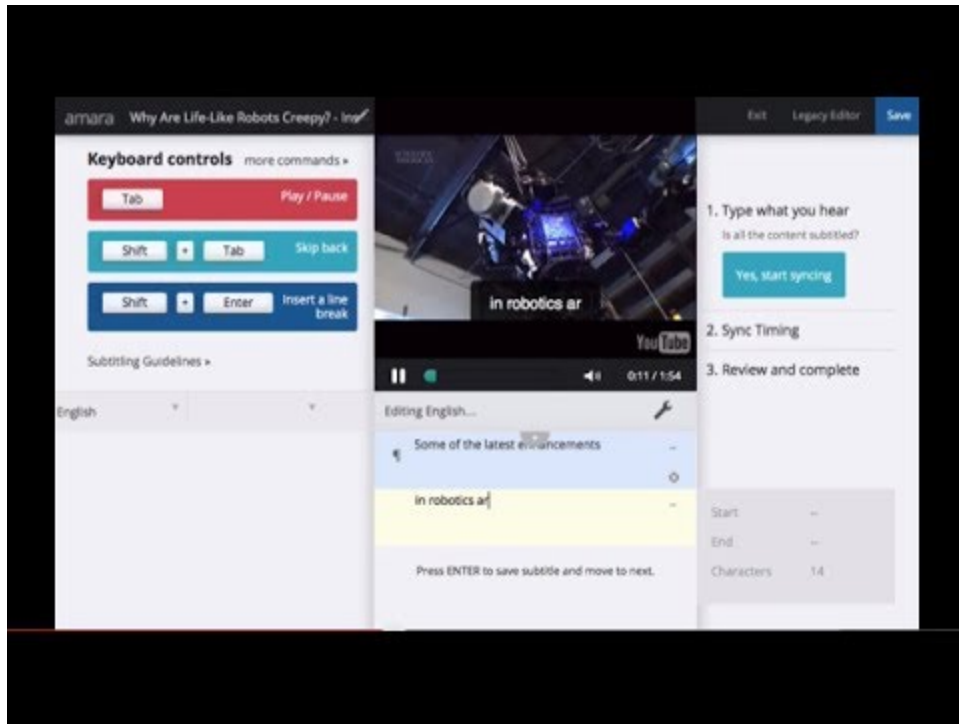 amara Why Are Life-Like Robots Creepy? - Ins
Exit Legacy Editor Save
Keyboard controls more commands »
Tab Play / Pause
Shift + Tab Skip back
Shift + Enter Insert a line
break
Subtitling Guidelines »
English
SCIENTIFIC
AMERICAN
in robotics ar
YouTube
0:11 / 1:54
Editing English...
¶ Some of the latest enhancements --
in robotics ar --
Press ENTER to save subtitle and move to next.
1. Type what you hear
Is all the content subtitled?
Yes, start syncing
2. Sync Timing
3. Review and complete
Start --
End --
Characters 14